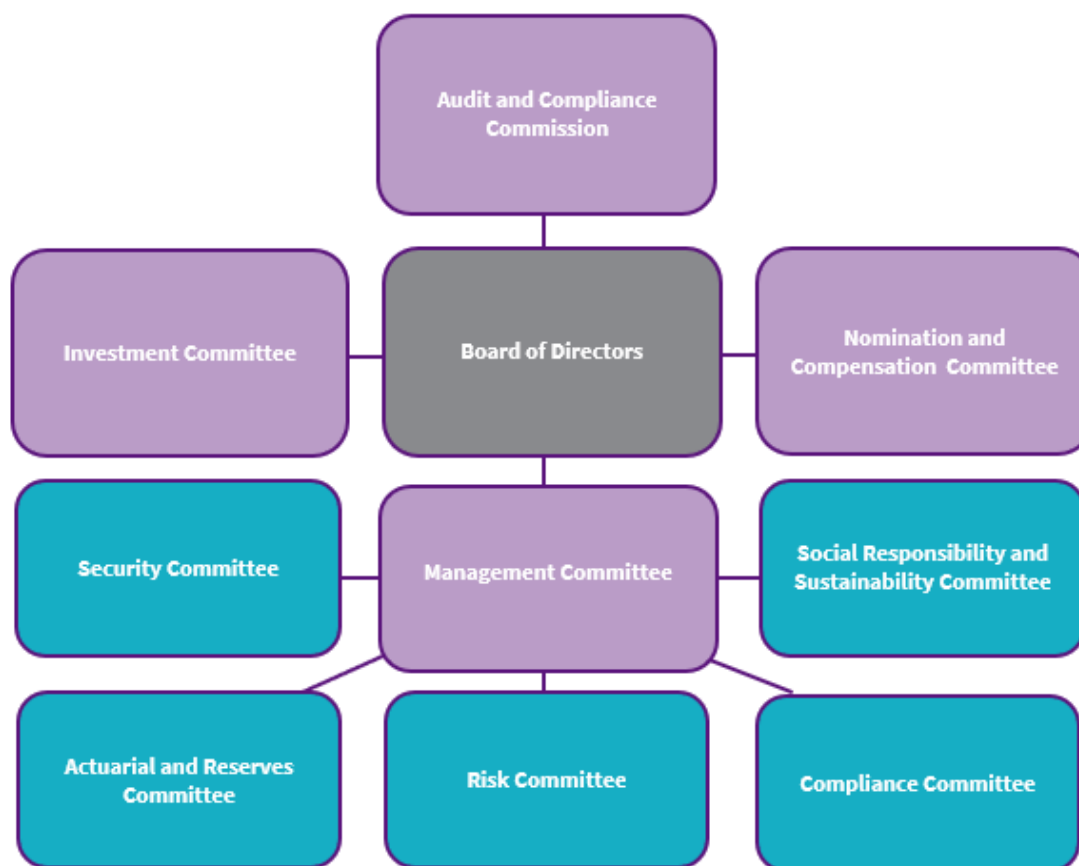 Audit and Compliance
Commission
Investment Committee
Board of Directors
Nomination and
Compensation  Committee
Security Committee
Management Committee
Social Responsibility and
Sustainability Committee
Actuarial and Reserves
Committee
Risk Committee
Compliance Committee